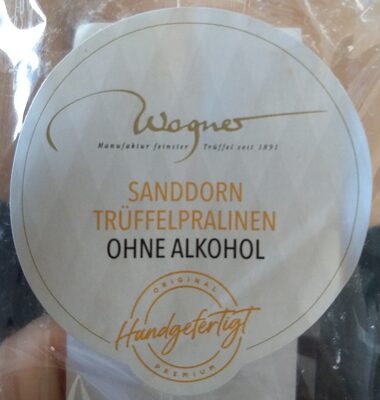 Wagner
Manufaktur feinster Trüffel seit 1891
SANDDORN
TRÜFFELPRALINEN
OHNE ALKOHOL
ORIGINAL
Handgefertigt
PREMIUM